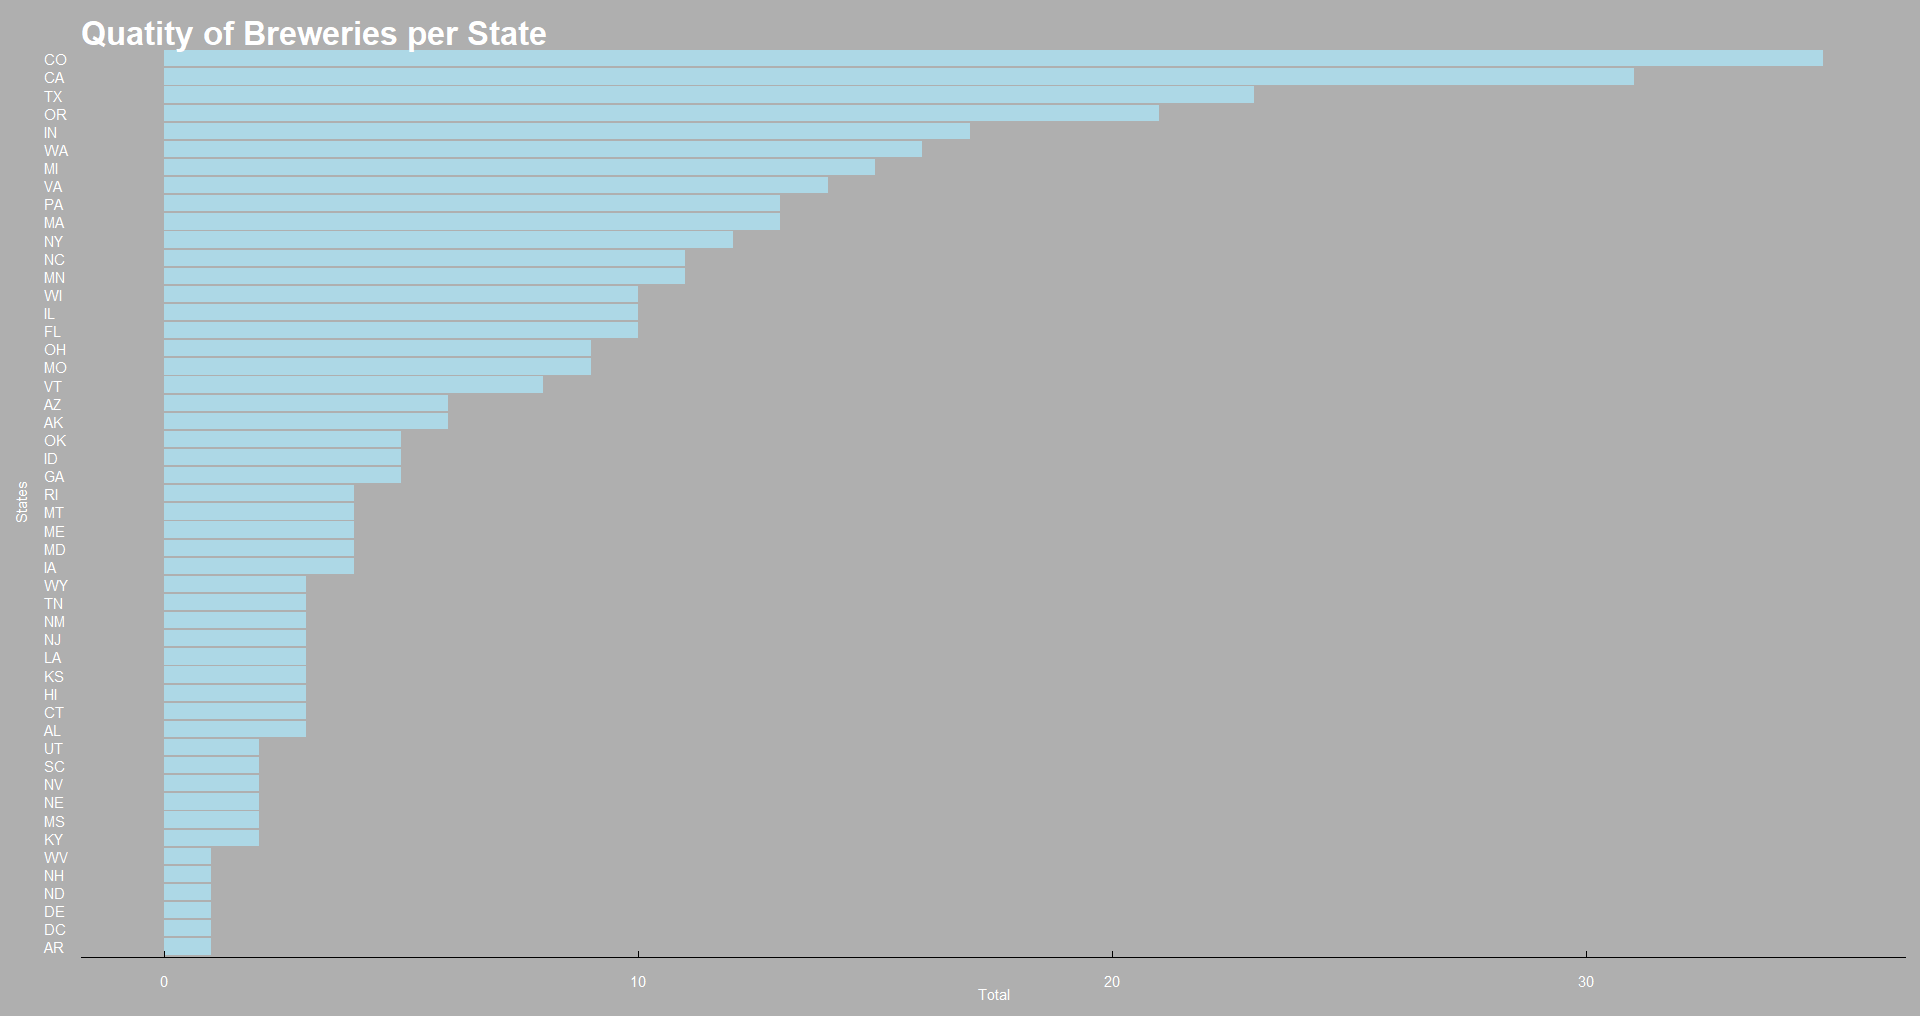 Quatity of Breweries per State
CO
CA
TX
OR
IN
WA
MI
VA
PA
MA
NY
NC
MN
WI
IL
FL
OH
MO
VT
AZ
AK
OK
ID
GA
RI
MT
ME
MD
IA
WY
TN
NM
NJ
LA
KS
HI
CT
AL
UT
SC
NV
NE
MS
KY
WV
NH
ND
DE
DC
AR
States
0 10 20 30
Total